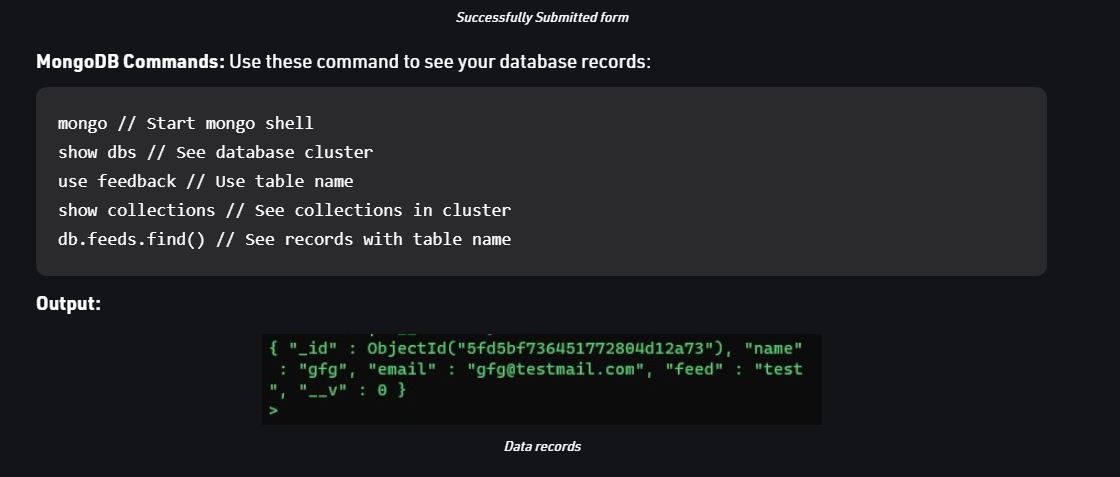 Successfully Submitted form
MongoDB Commands: Use these command to see your database records:
mongo // Start mongo shell
show dbs // See database cluster
use feedback // Use table name
show collections // See collections in cluster
db.feeds.find() // See records with table name
Output:
{ "_id" : ObjectId("5fd5bf736451772804d12a73"), "name"
: "gfg", "email" : "gfg@testmail.com", "feed" : "test
", "__v" : 0 }
>
Data records